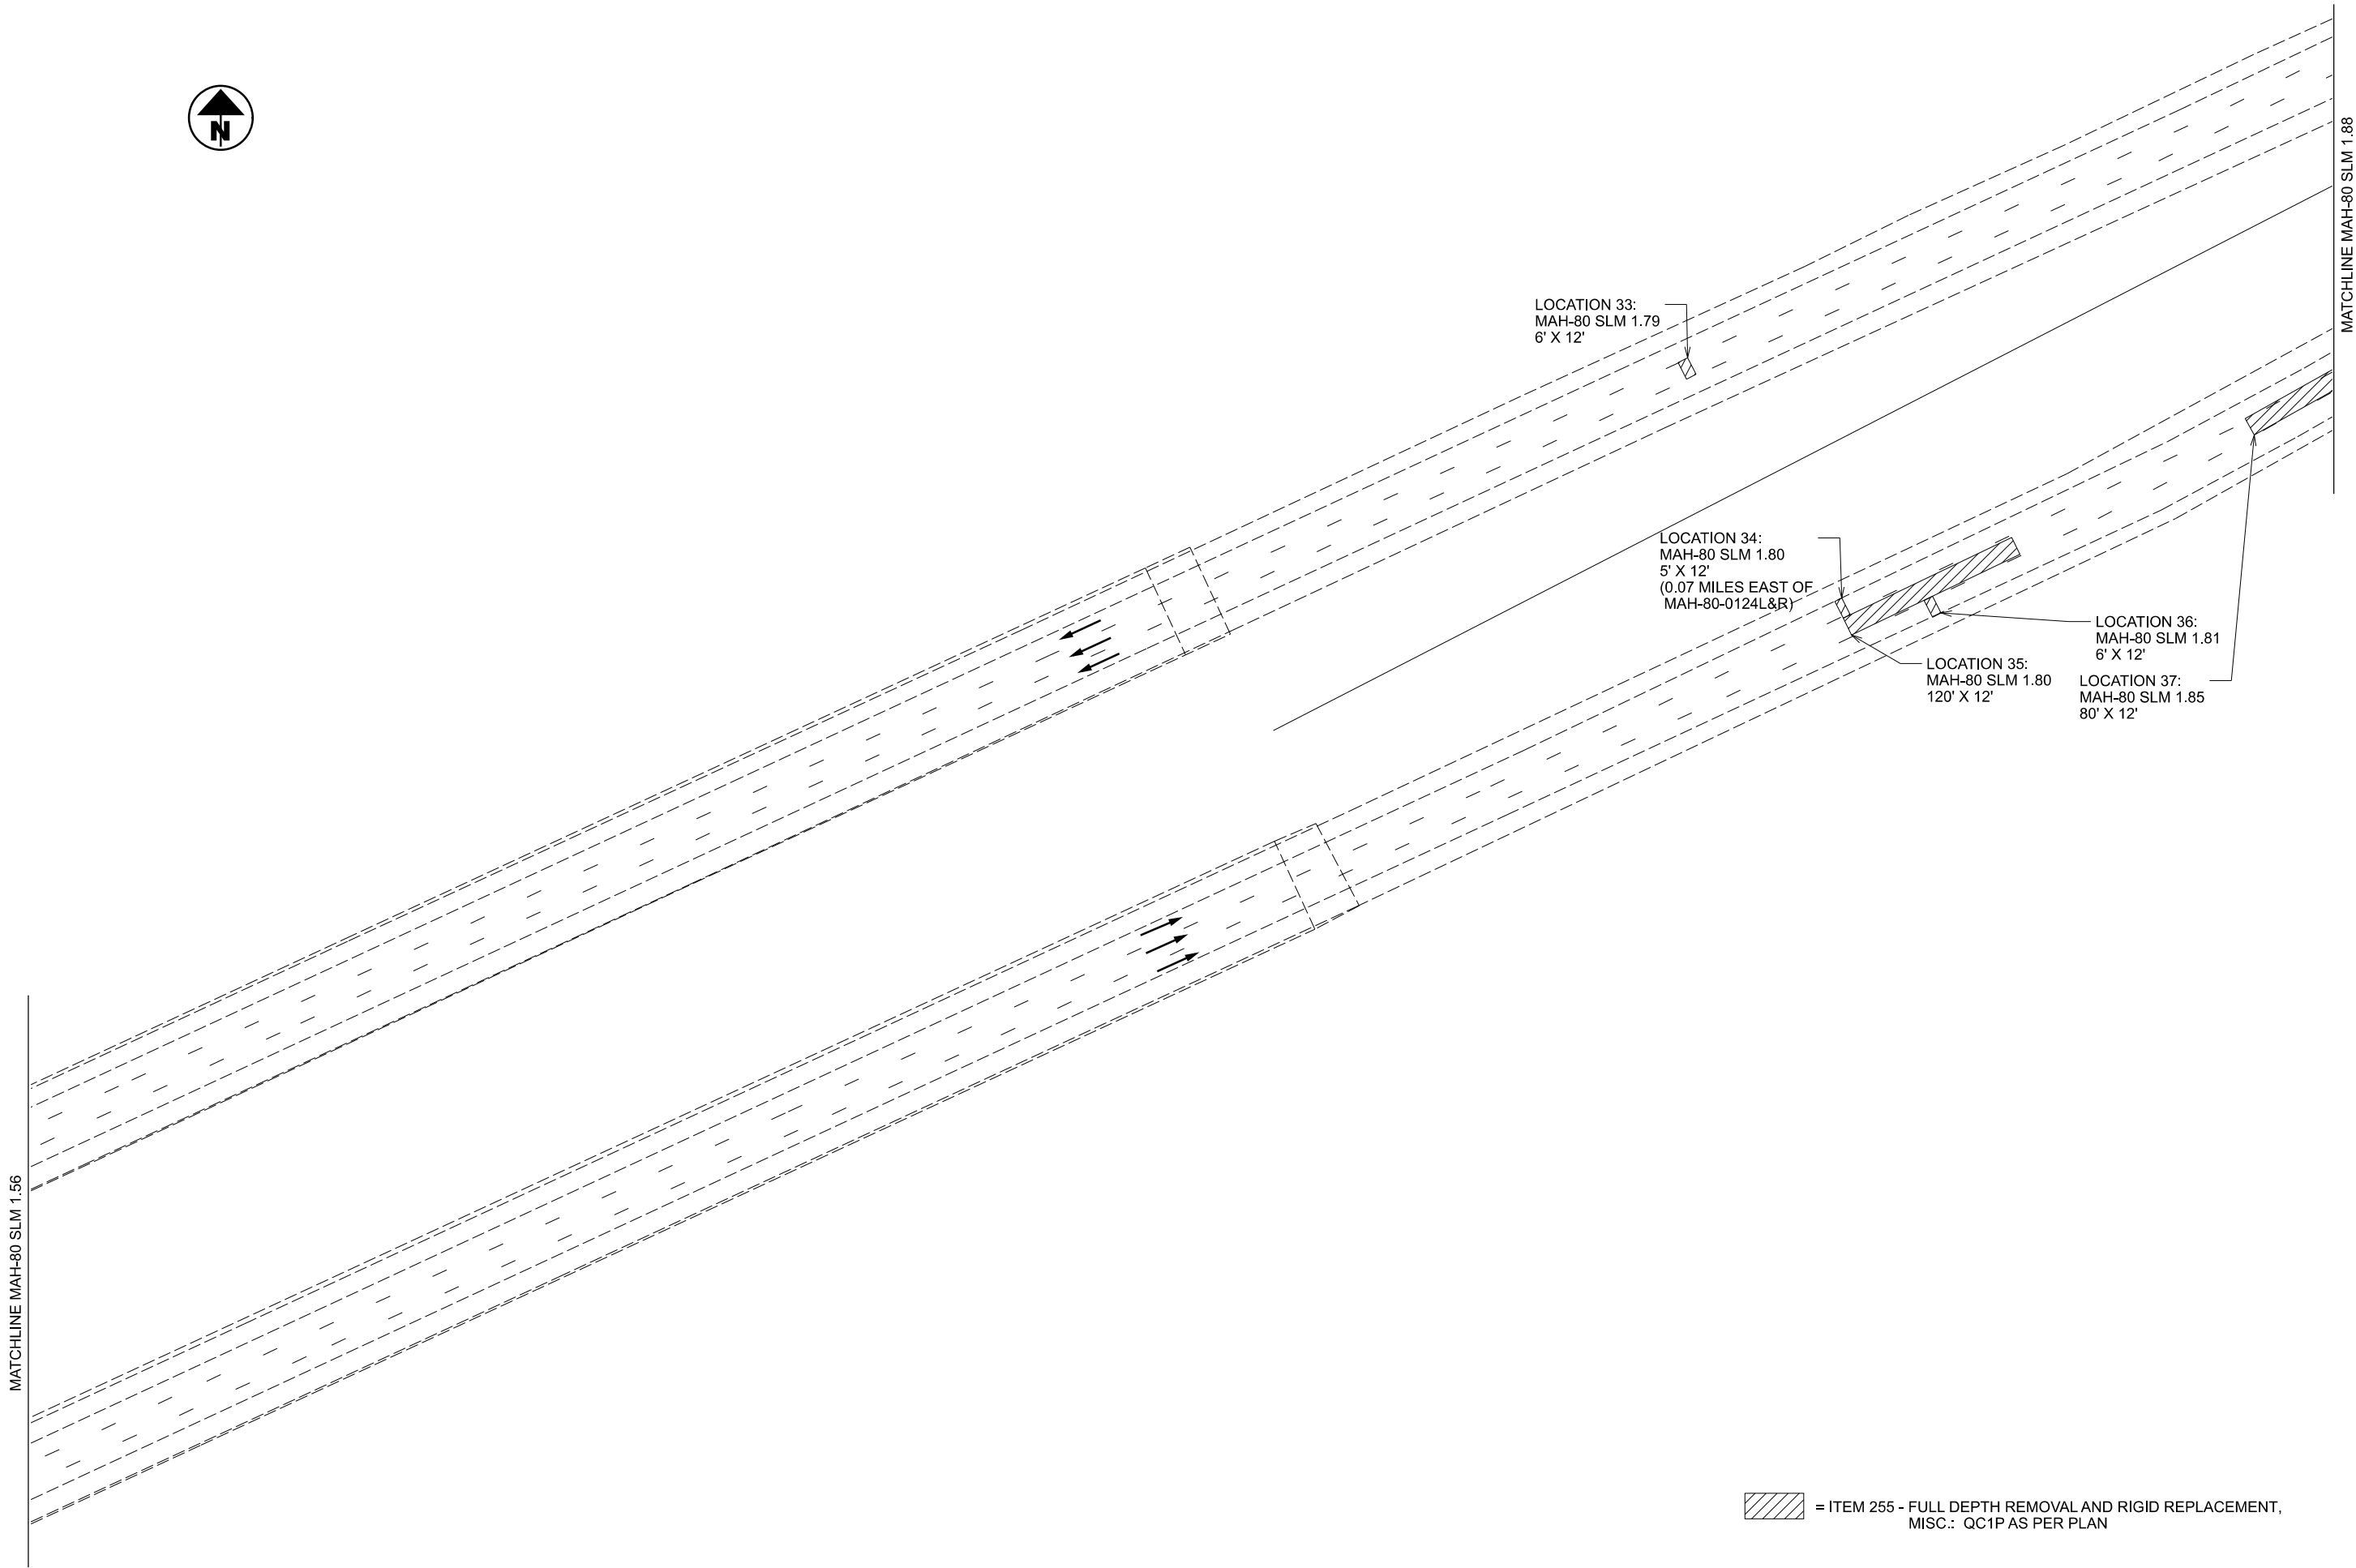 N
MATCHLINE MAH-80 SLM 1.88
LOCATION 33:
MAH-80 SLM 1.79
6' X 12'
LOCATION 34:
MAH-80 SLM 1.80
5' X 12'
(0.07 MILES EAST OF
MAH-80-0124L&R)
LOCATION 36:
MAH-80 SLM 1.81
6' X 12'
LOCATION 35:
MAH-80 SLM 1.80
120' X 12'
LOCATION 37:
MAH-80 SLM 1.85
80' X 12'
MATCHLINE MAH-80 SLM 1.56
= ITEM 255 - FULL DEPTH REMOVAL AND RIGID REPLACEMENT,
MISC.: QC1P AS PER PLAN